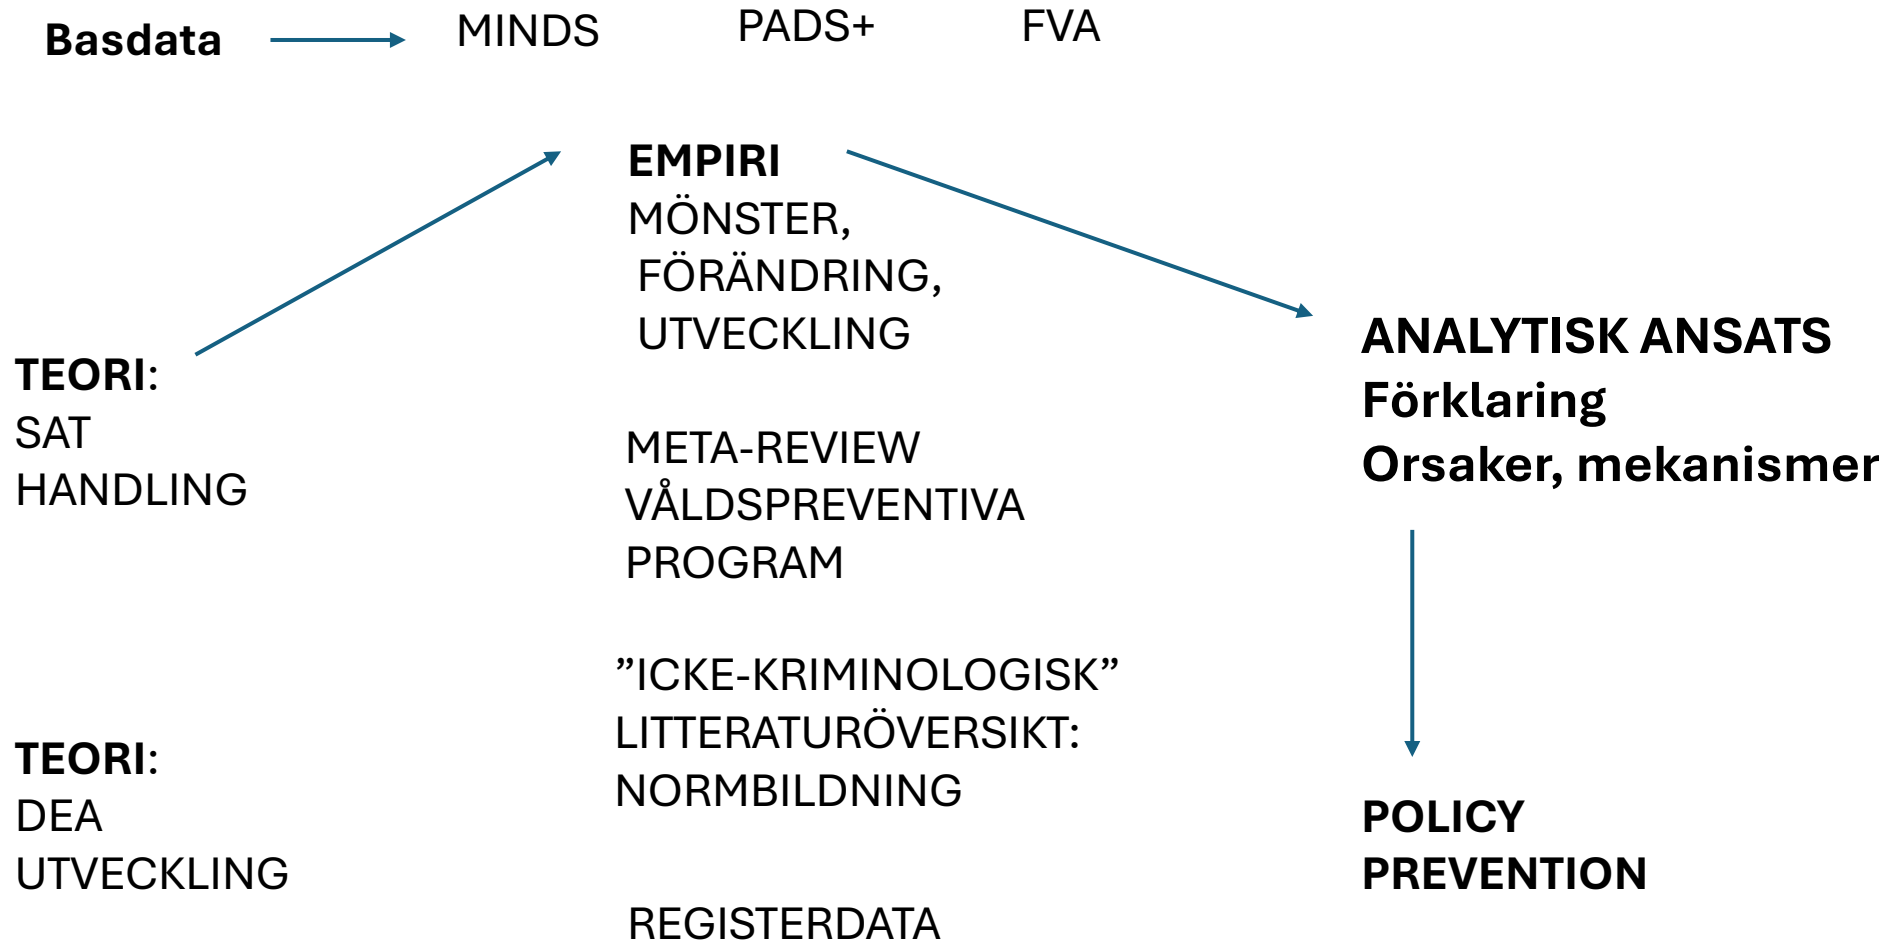 Basdata
MINDS
PADS+
FVA
EMPIRI
MÖNSTER,
FÖRÄNDRING,
UTVECKLING
TEORI:
SAT
HANDLING
META-REVIEW
VÅLDSPREVENTIVA
PROGRAM
”ICKE-KRIMINOLOGISK”
LITTERATURÖVERSIKT:
NORMBILDNING
TEORI:
DEA
UTVECKLING
REGISTERDATA
ANALYTISK ANSATS
Förklaring
Orsaker, mekanismer
POLICY
PREVENTION